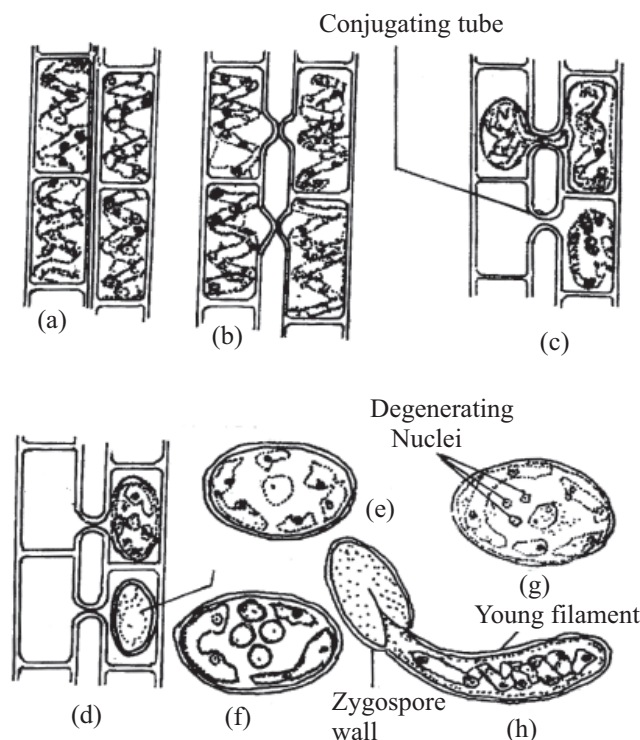 Conjugating tube
(a)
(b)
(c)
Degenerating
Nuclei
(e)
(g)
Young filament
(d)
(f)
Zygospore
wall
(h)